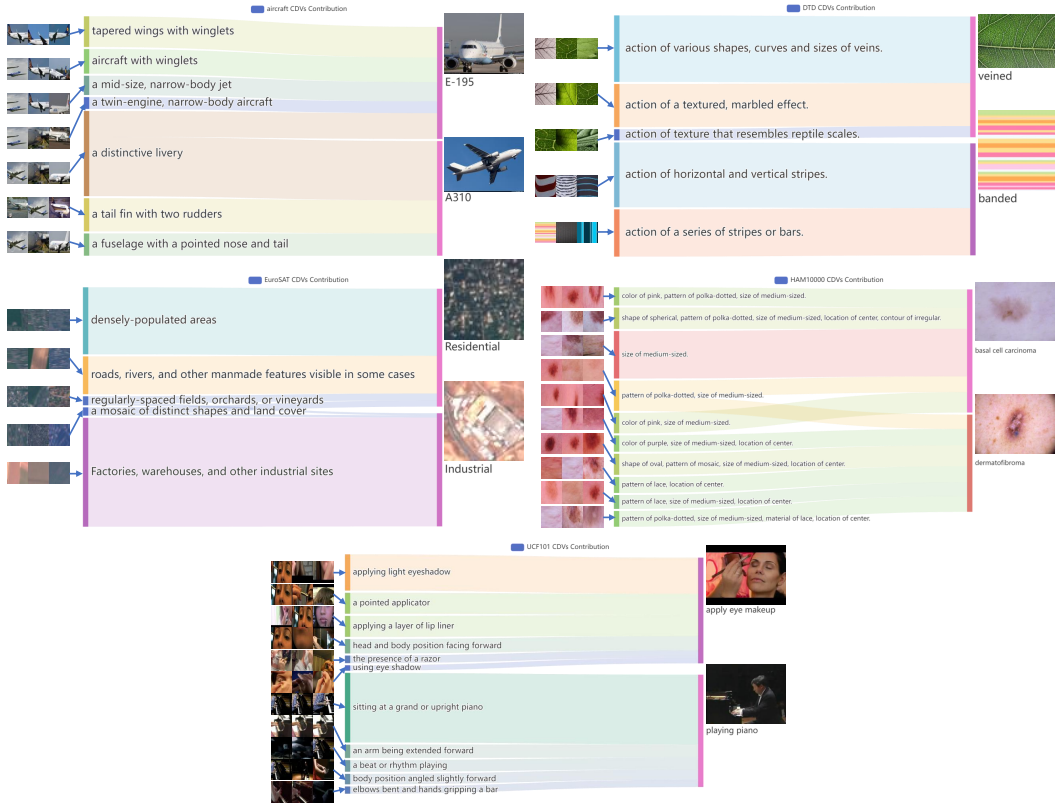 aircraft CDVs Contribution
tapered wings with winglets
aircraft with winglets
a mid-size, narrow-body jet
a twin-engine, narrow-body aircraft
a distinctive livery
a tail fin with two rudders
a fuselage with a pointed nose and tail
E-195
A310
DTD CDVs Contribution
action of various shapes, curves and sizes of veins.
action of a textured, marbled effect.
action of texture that resembles reptile scales.
action of horizontal and vertical stripes.
action of a series of stripes or bars.
veined
banded
EuroSAT CDVs Contribution
densely-populated areas
roads, rivers, and other manmade features visible in some cases
regularly-spaced fields, orchards, or vineyards
a mosaic of distinct shapes and land cover
Factories, warehouses, and other industrial sites
Residential
Industrial
HAM10000 CDVs Contribution
color of pink, pattern of polka-dotted, size of medium-sized.
shape of spherical, pattern of polka-dotted, size of medium-sized, location of center, contour of irregular.
size of medium-sized.
pattern of polka-dotted, size of medium-sized.
color of pink, size of medium-sized.
color of purple, size of medium-sized, location of center.
shape of oval, pattern of mosaic, size of medium-sized, location of center.
pattern of lace, location of center.
pattern of lace, size of medium-sized, location of center.
pattern of polka-dotted, size of medium-sized, material of lace, location of center.
basal cell carcinoma
dermatofibroma
UCF101 CDVs Contribution
applying light eyeshadow
a pointed applicator
applying a layer of lip liner
head and body position facing forward
the presence of a razor
using eye shadow
sitting at a grand or upright piano
an arm being extended forward
a beat or rhythm playing
body position angled slightly forward
elbows bent and hands gripping a bar
apply eye makeup
playing piano